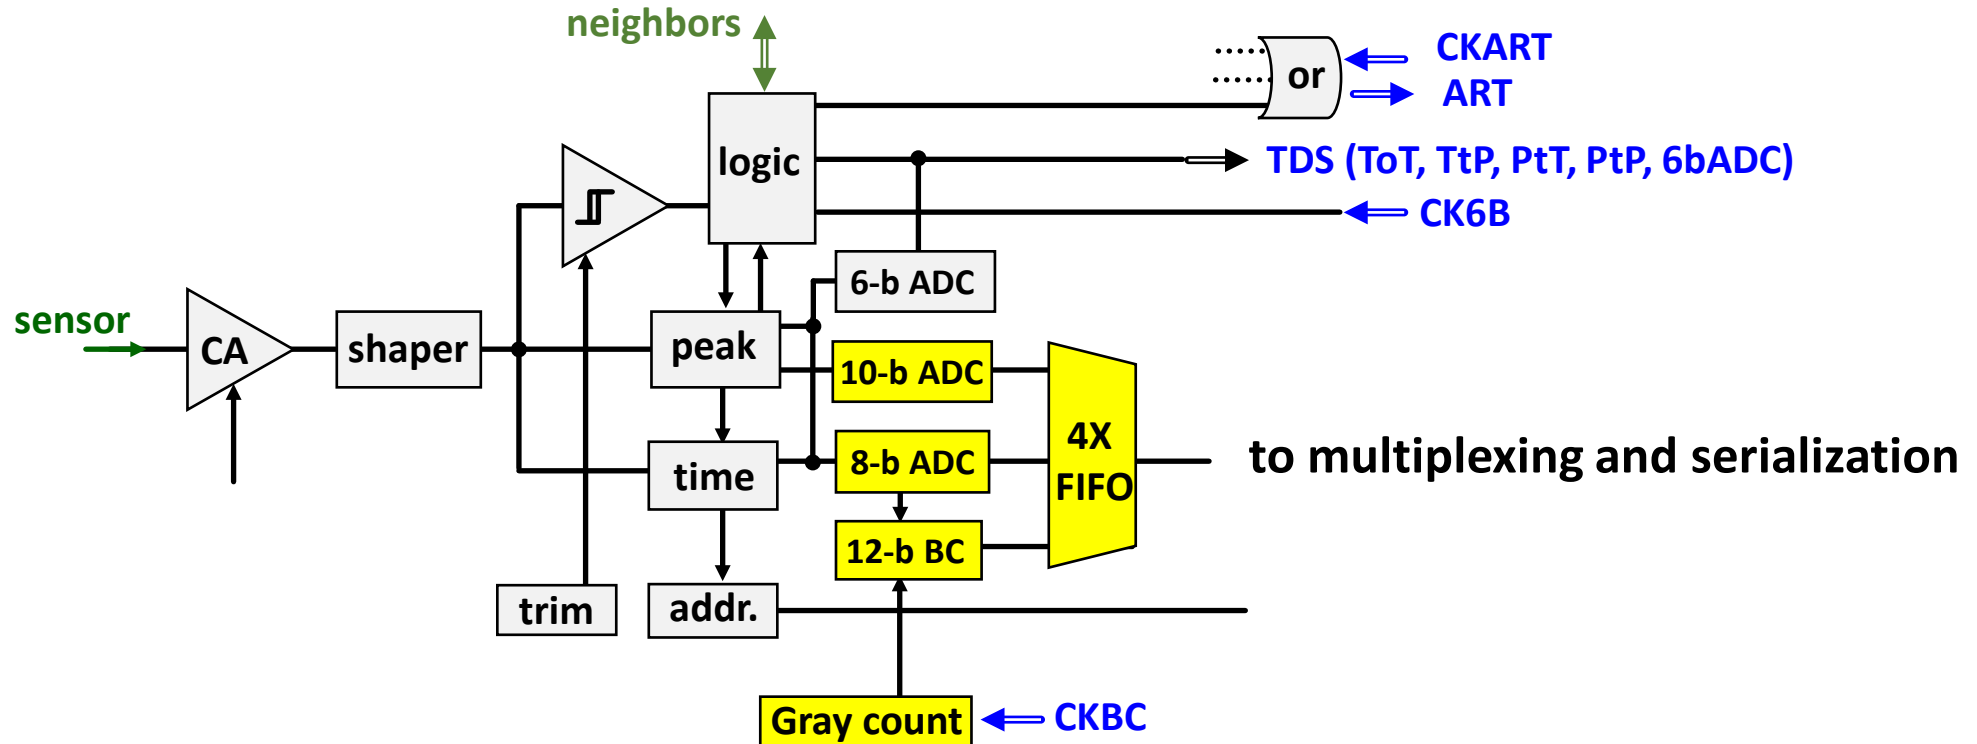 neighbors
CKART
or
ART
logic
TDS (ToT, TtP, PtT, PtP, 6bADC)
CK6B
6-b ADC
sensor
CA
shaper
peak
10-b ADC
4X
FIFO
8-b ADC
time
to multiplexing and serialization
12-b BC
trim
addr.
Gray count
CKBC